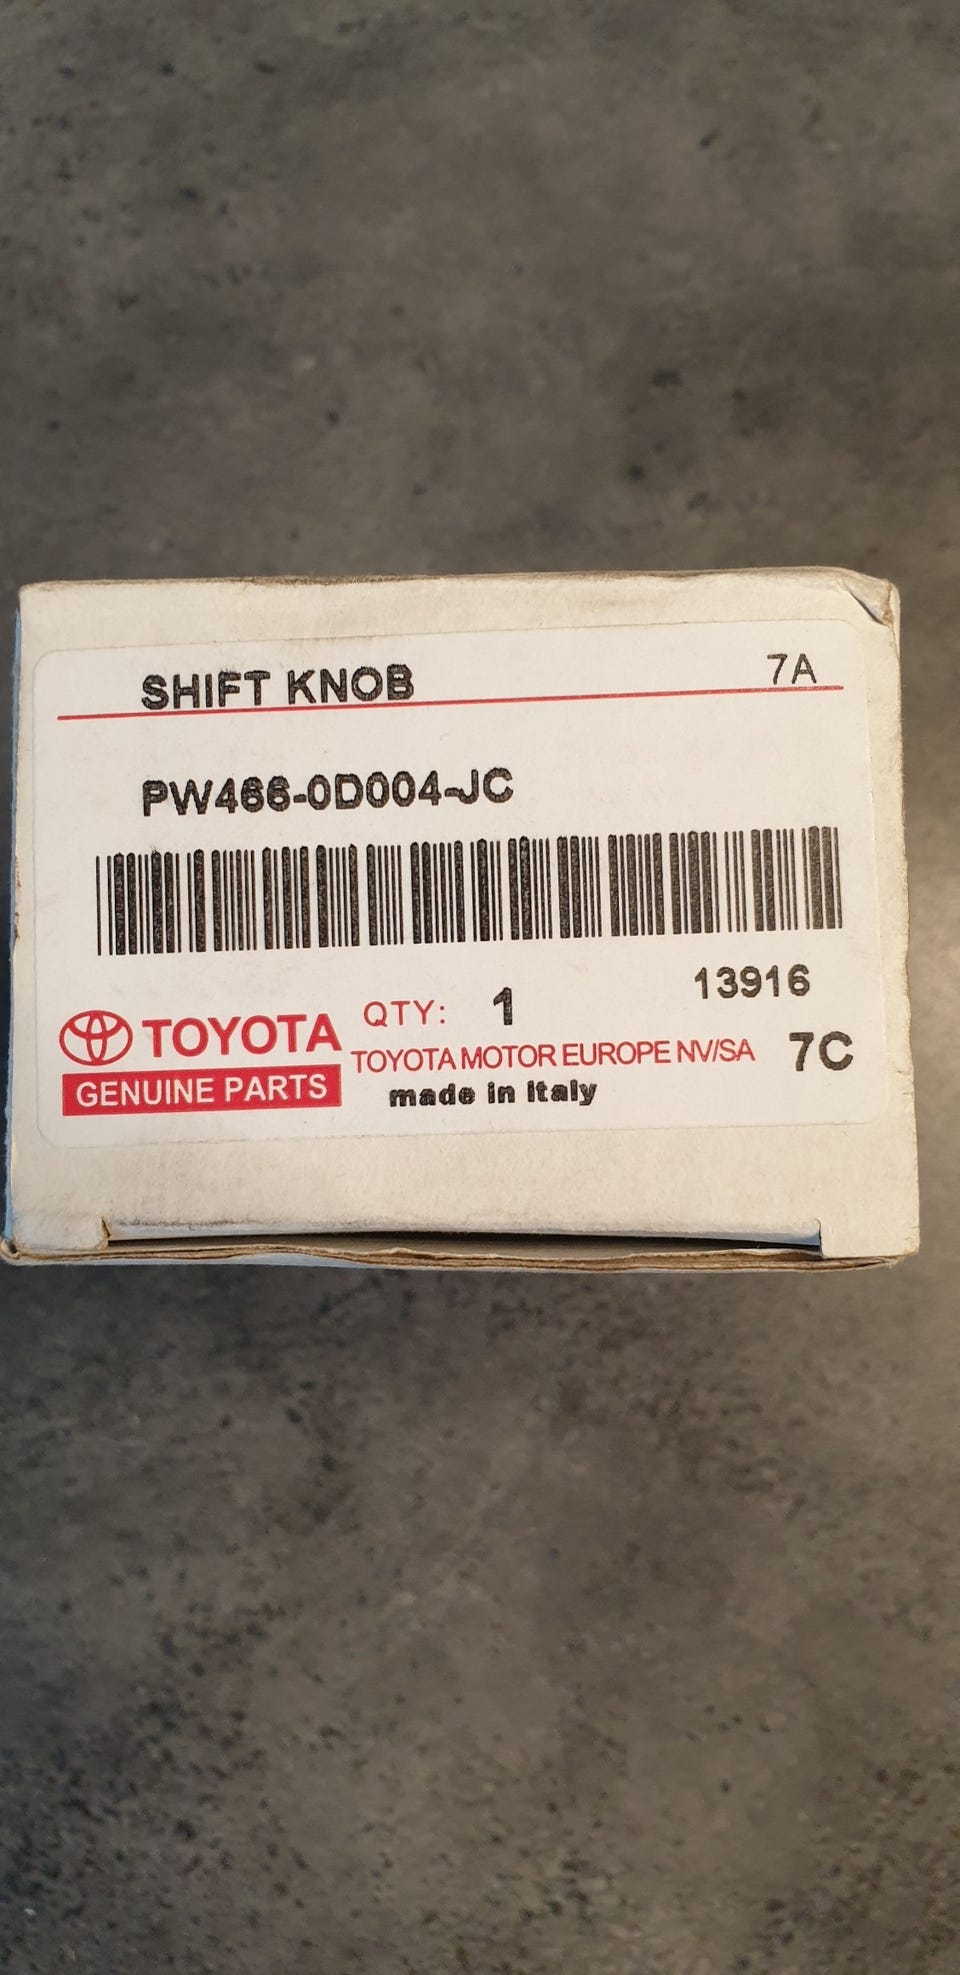 SHIFT KNOB 7A
PW466-0D004-JC
13916
QTY: 1
TOYOTA
TOYOTA MOTOR EUROPE NV/SA 7C
GENUINE PARTS
made in Italy